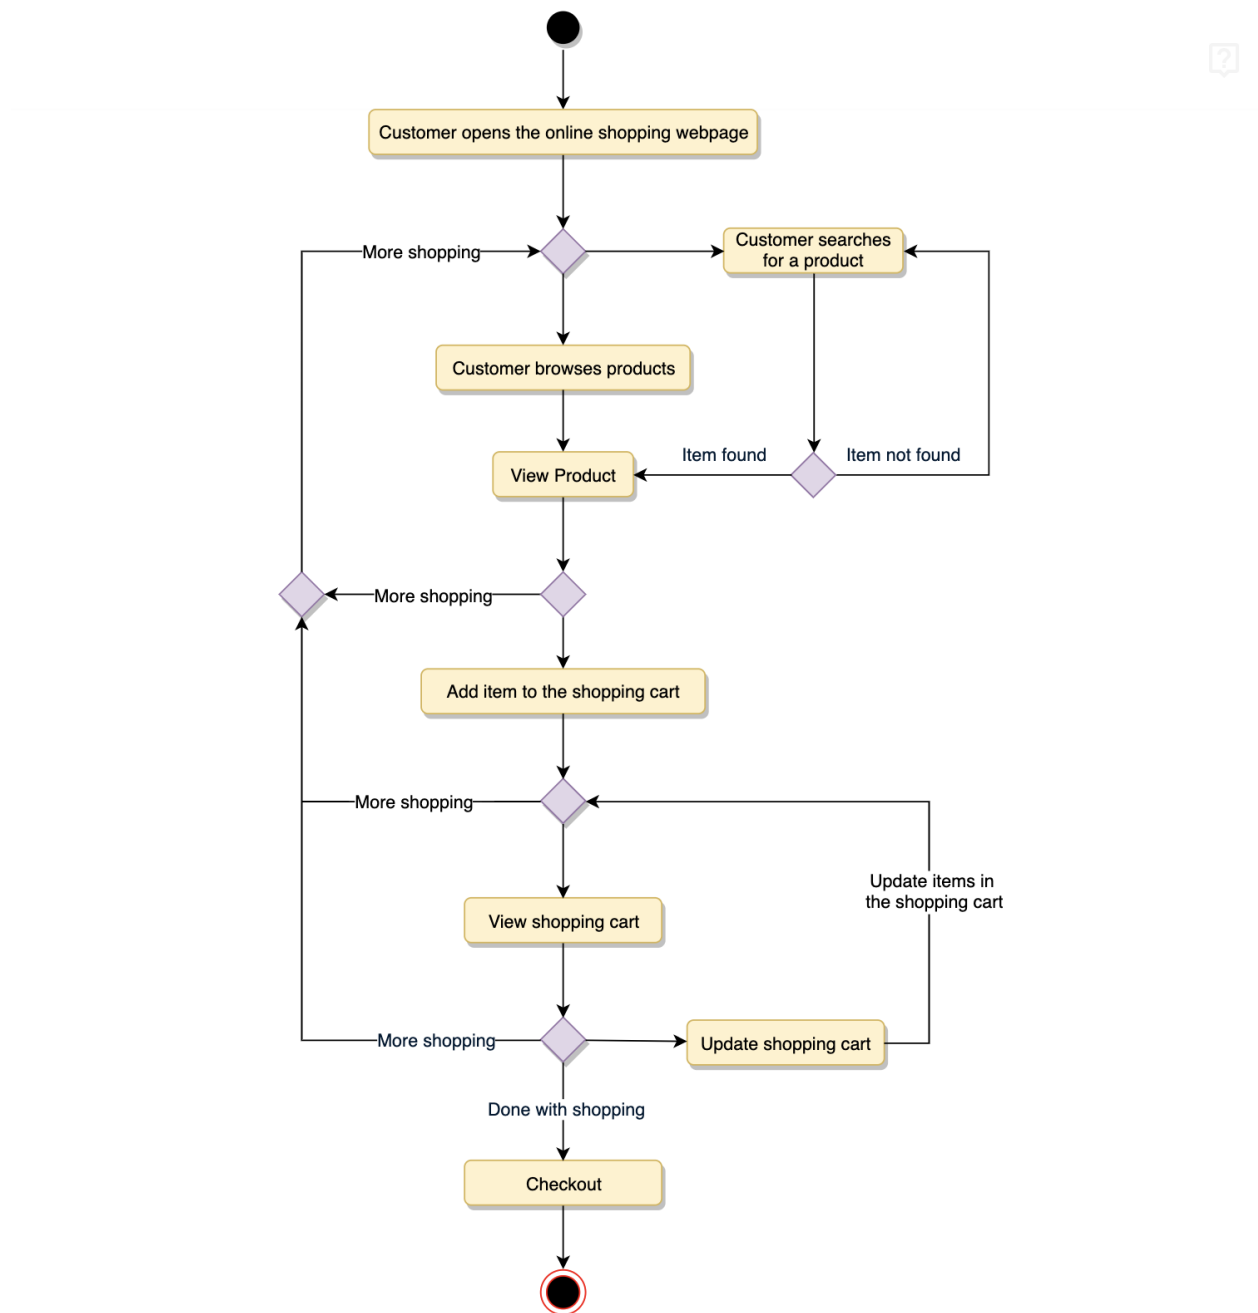 Customer opens the online shopping webpage
More shopping
Customer searches
for a product
Customer browses products
Item found
Item not found
View Product
More shopping
Add item to the shopping cart
More shopping
Update items in
the shopping cart
View shopping cart
More shopping
Update shopping cart
Done with shopping
Checkout
?